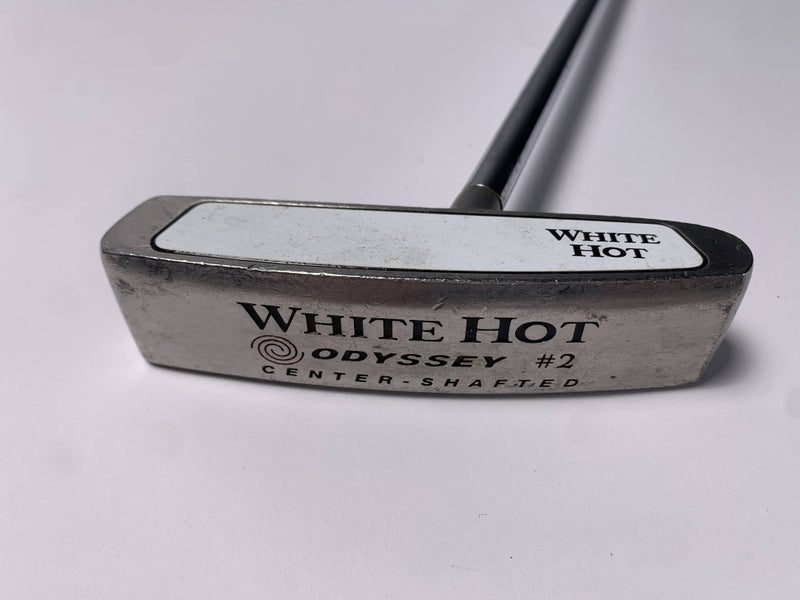 WHITE
HOT
WHITE HOT
ODYSSEY #2
CENTER-SHAFTED